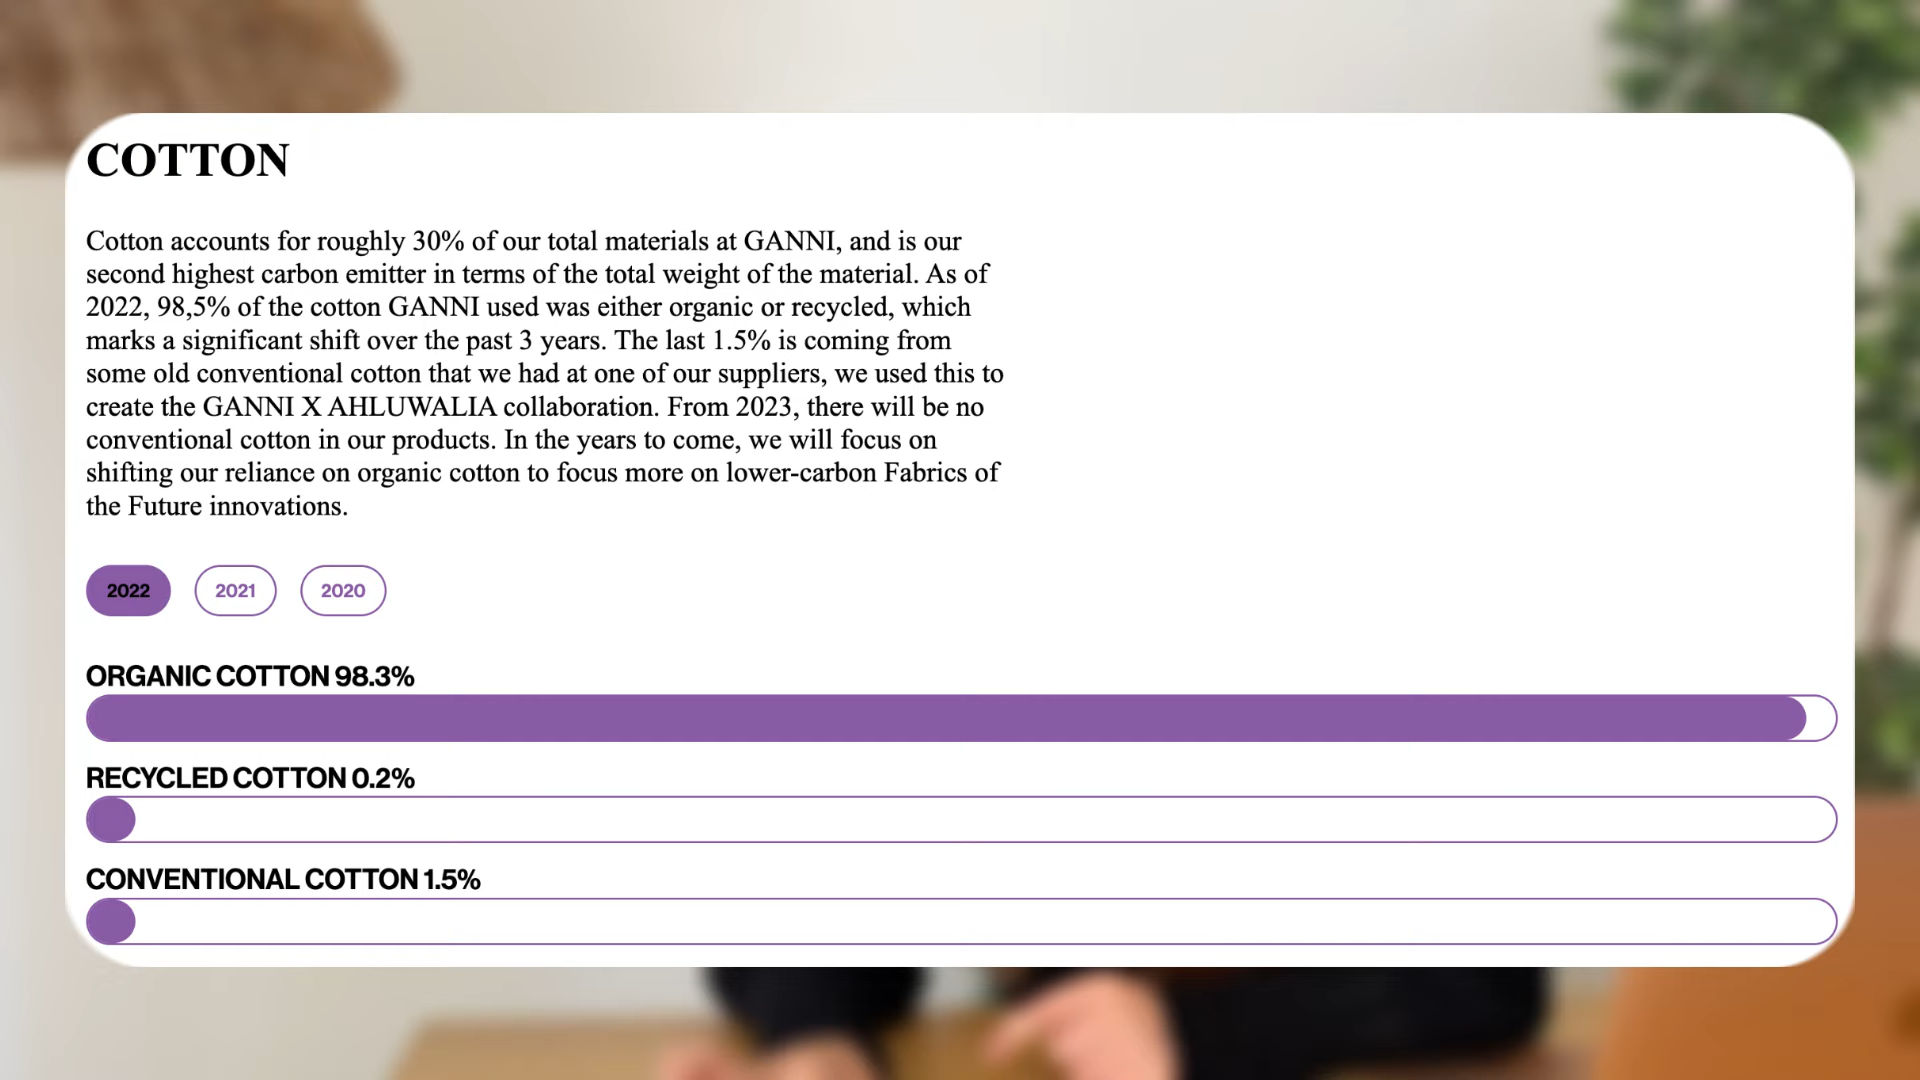 COTTON
Cotton accounts for roughly 30% of our total materials at GANNI, and is our
second highest carbon emitter in terms of the total weight of the material. As of
2022, 98,5% of the cotton GANNI used was either organic or recycled, which
marks a significant shift over the past 3 years. The last 1.5% is coming from
some old conventional cotton that we had at one of our suppliers, we used this to
create the GANNI X AHLUWALIA collaboration. From 2023, there will be no
conventional cotton in our products. In the years to come, we will focus on
shifting our reliance on organic cotton to focus more on lower-carbon Fabrics of
the Future innovations.
2022 2021 2020
ORGANIC COTTON 98.3%
RECYCLED COTTON 0.2%
CONVENTIONAL COTTON 1.5%